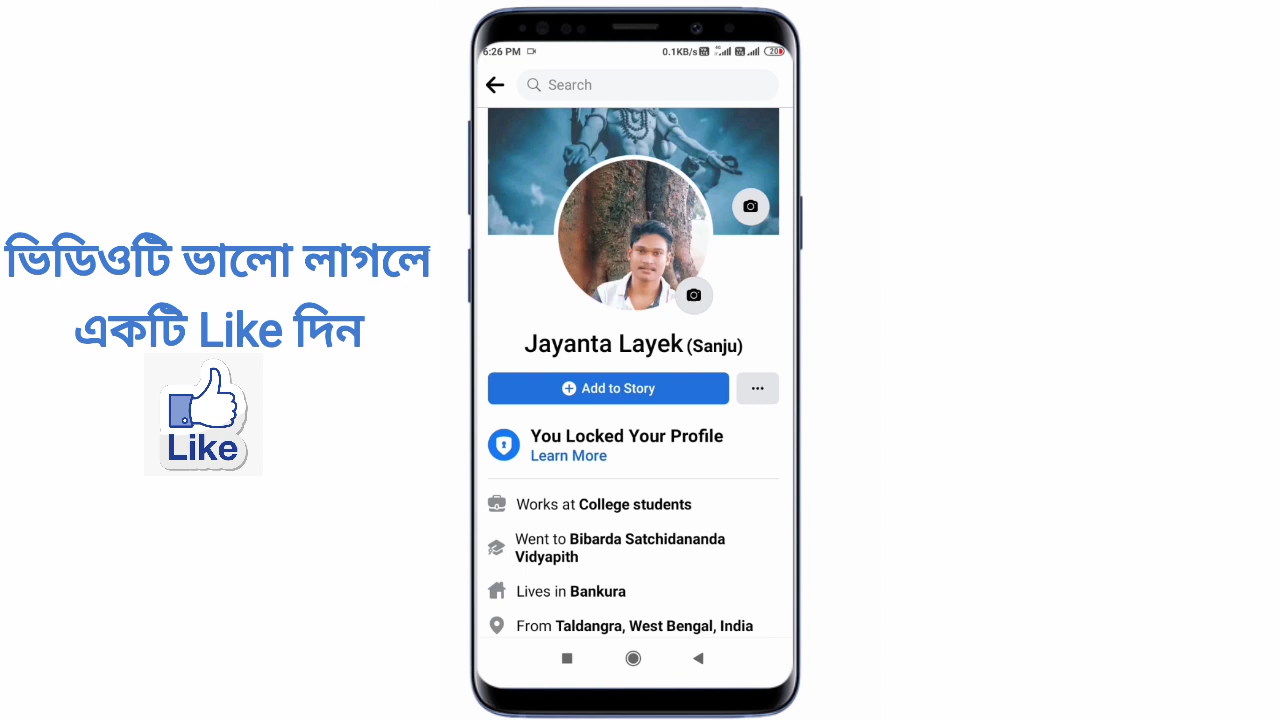 6:26 PM 0.1KB/s 20
Search
ভিডিওটি ভালো লাগলে
একটি Like দিন
Like
Jayanta Layek (Sanju)
Add to Story
You Locked Your Profile
Learn More
Works at College students
Went to Bibarda Satchidananda
Vidyapith
Lives in Bankura
From Taldangra, West Bengal, India